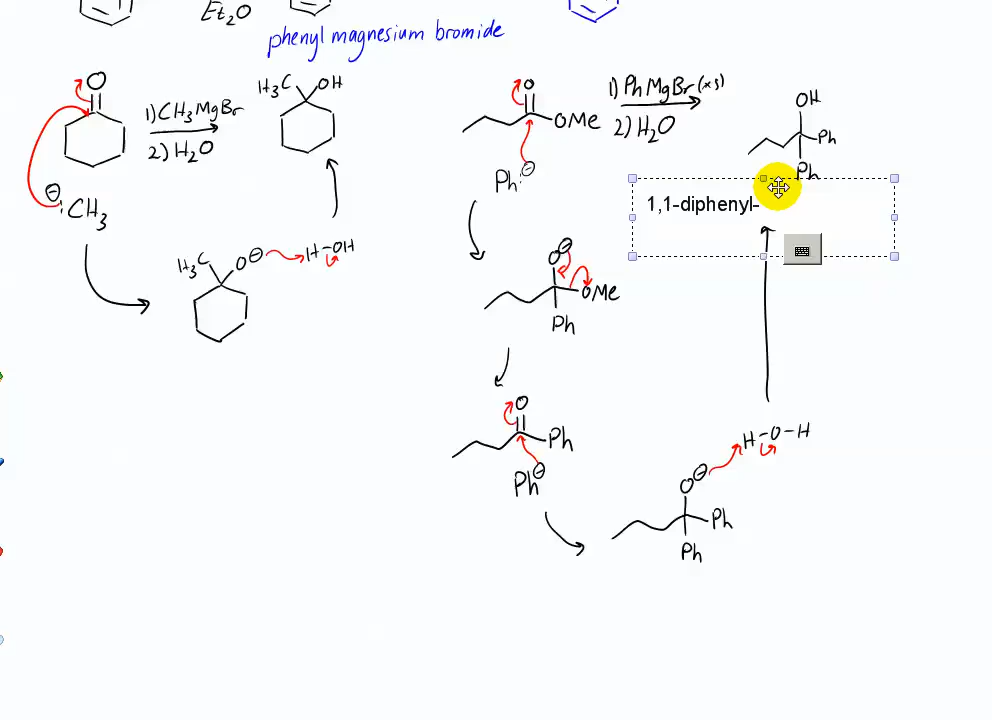 Et₂O
phenyl magnesium bromide
O
1) CH₃MgBr
2) H₂O
H₃C OH
⊖
:CH₃
H₃C O⊖ H-OH
O
OMe
1) PhMgBr (xs)
2) H₂O
Ph:⊖
OH
Ph
Ph
1,1-diphenyl-
O⊖
OMe
Ph
O
Ph
Ph⊖
H-O-H
O⊖
Ph
Ph